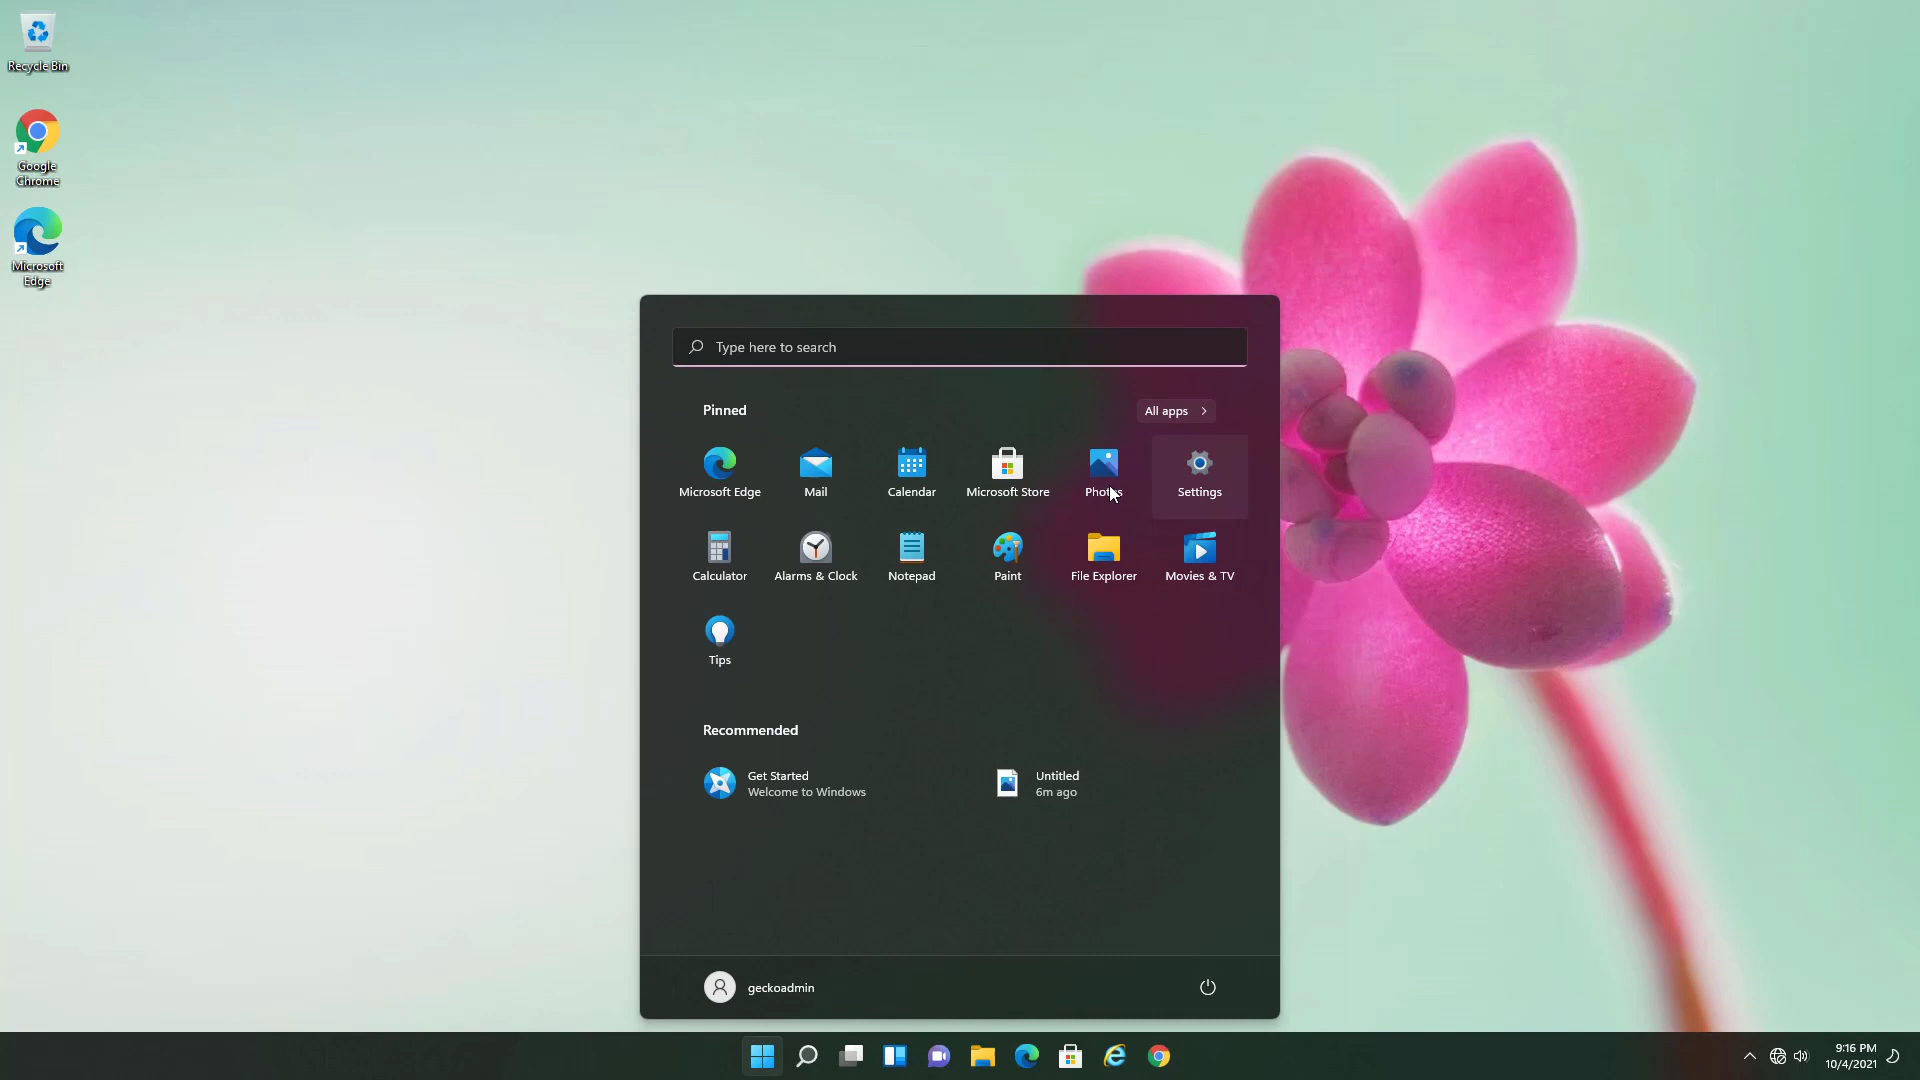 Recycle Bin
Google
Chrome
Microsoft
Edge
Type here to search
Pinned
All apps
Microsoft Edge
Mail
Calendar
Microsoft Store
Photos
Settings
Calculator
Alarms & Clock
Notepad
Paint
File Explorer
Movies & TV
Tips
Recommended
Get Started
Welcome to Windows
Untitled
6m ago
geckoadmin
9:16 PM
10/4/2021